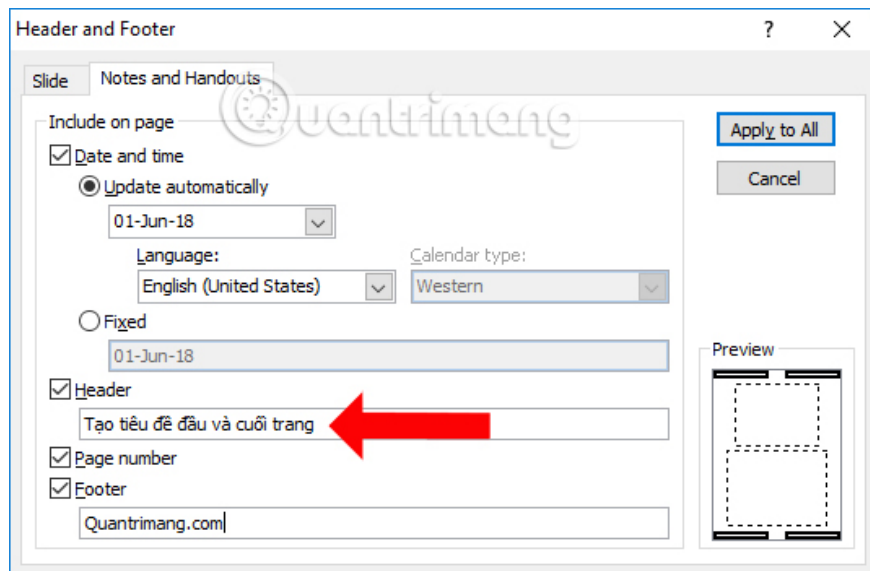 Header and Footer
Slide
Notes and Handouts
Quantrimang
Include on page
Date and time
Update automatically
01-Jun-18
Language:
Calendar type:
English (United States)
Western
Fixed
01-Jun-18
Header
Tạo tiêu đề đầu và cuối trang
Page number
Footer
Quantrimang.com
Apply to All
Cancel
Preview